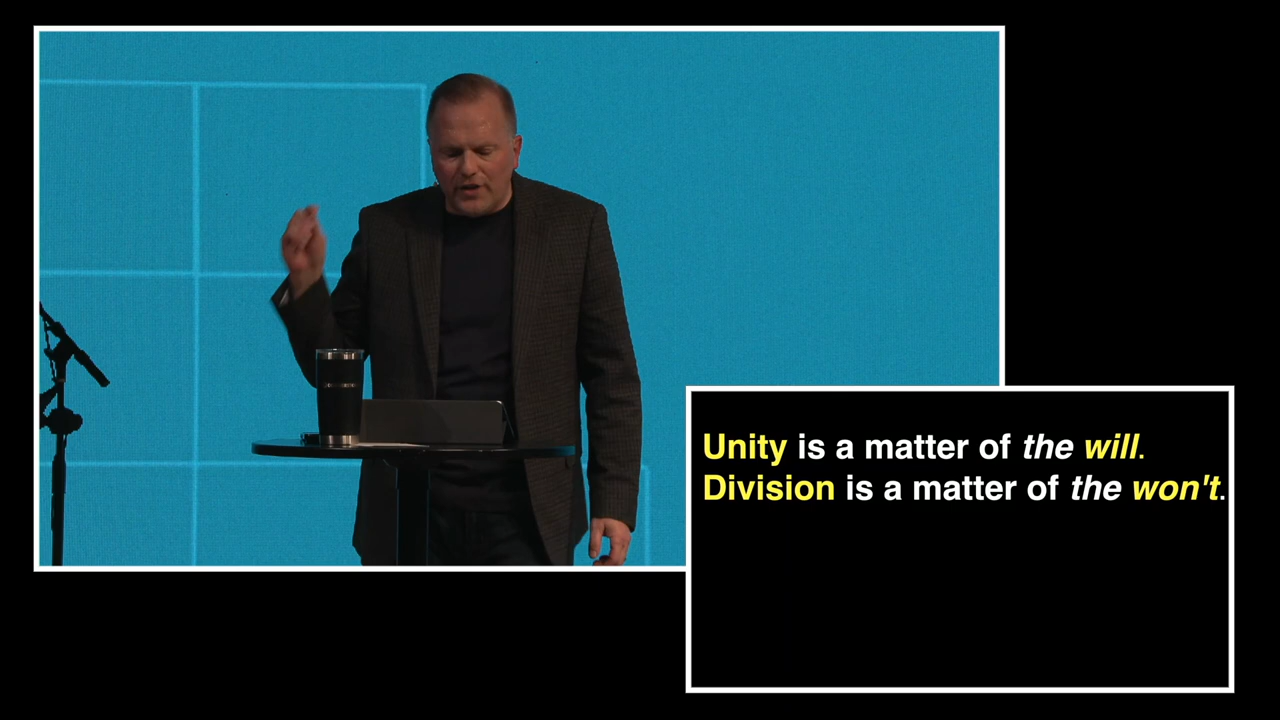 Unity is a matter of the will.
Division is a matter of the won't.